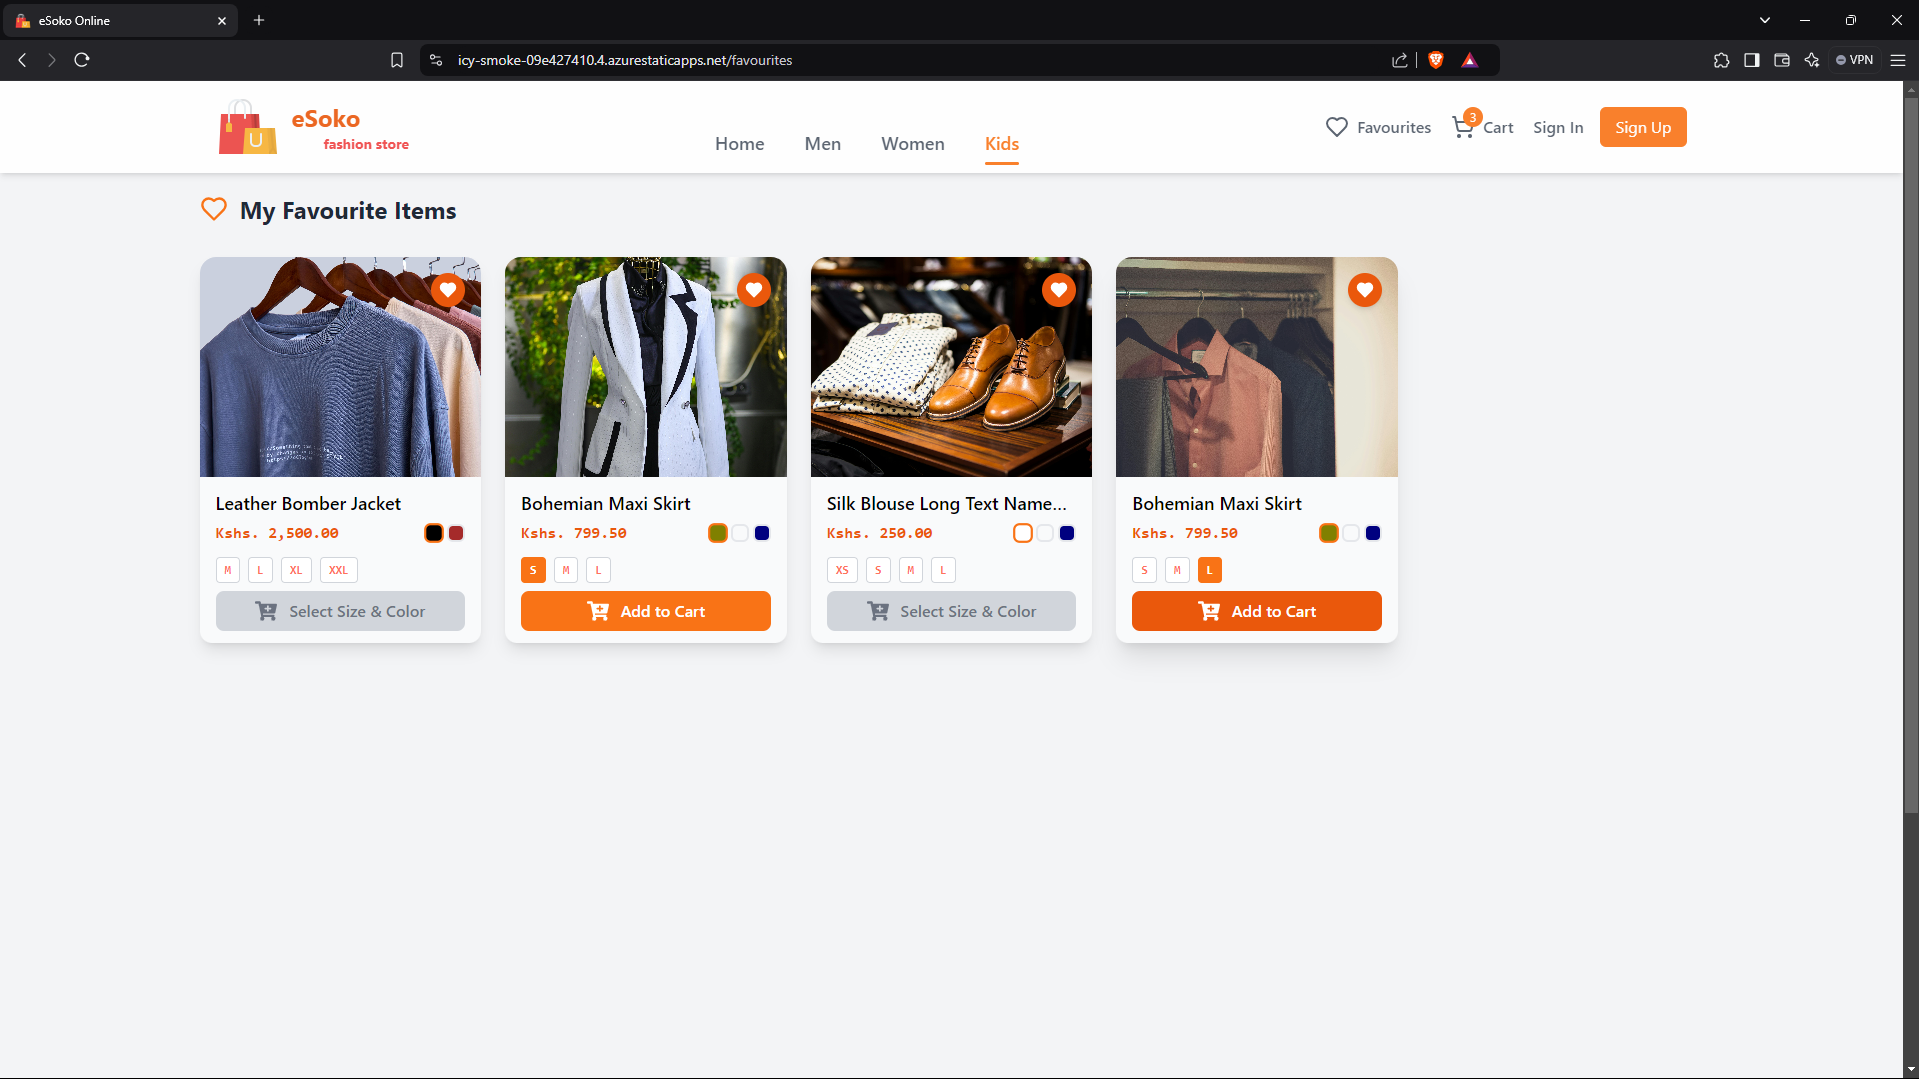 eSoko Online
icy-smoke-09e427410.4.azurestaticapps.net/favourites
VPN
U
eSoko
fashion store
Home
Men
Women
Kids
Favourites
3
Cart
Sign In
Sign Up
My Favourite Items
Leather Bomber Jacket
Kshs. 2,500.00
M L XL XXL
Select Size & Color
Bohemian Maxi Skirt
Kshs. 799.50
S M L
Add to Cart
Silk Blouse Long Text Name...
Kshs. 250.00
XS S M L
Select Size & Color
Bohemian Maxi Skirt
Kshs. 799.50
S M L
Add to Cart